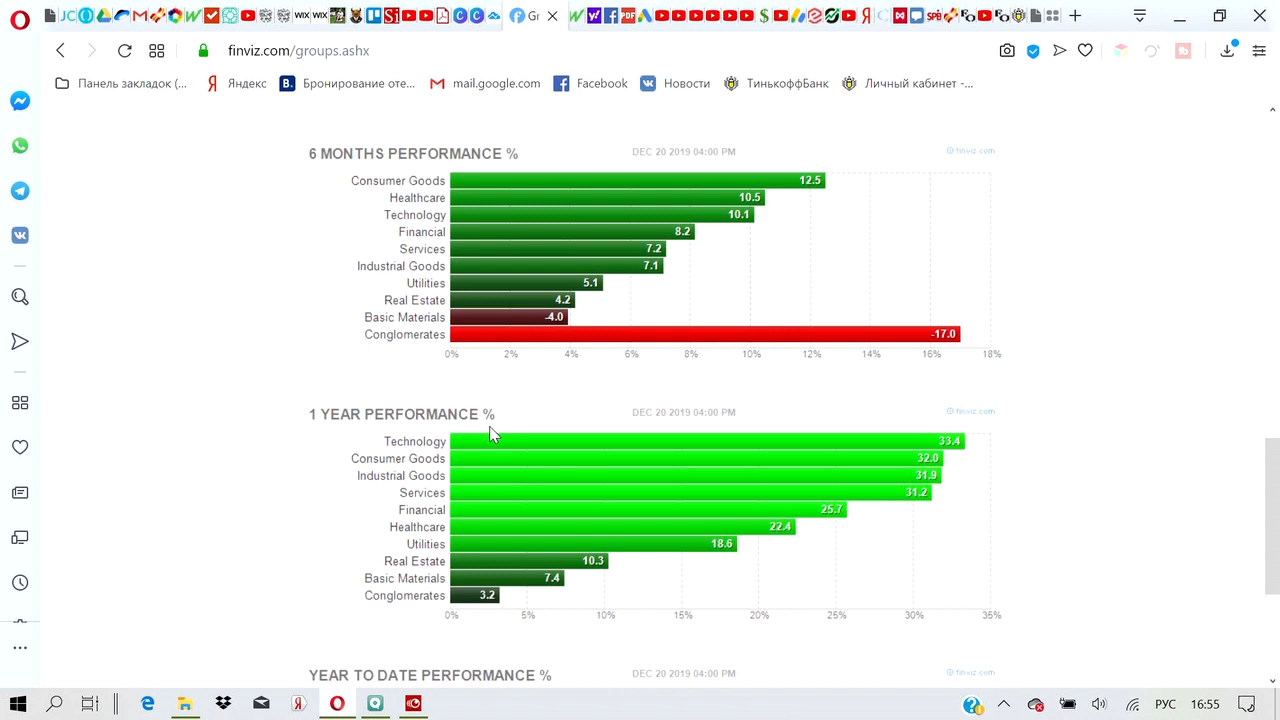 finviz.com/groups.ashx
Панель закладок (...
Яндекс
Бронирование оте...
mail.google.com
Facebook
Новости
ТинькоффБанк
Личный кабинет -...
6 MONTHS PERFORMANCE %
DEC 20 2019 04:00 PM
© finviz.com
Consumer Goods 12.5
Healthcare 10.5
Technology 10.1
Financial 8.2
Services 7.2
Industrial Goods 7.1
Utilities 5.1
Real Estate 4.2
Basic Materials -4.0
Conglomerates -17.0
0% 2% 4% 6% 8% 10% 12% 14% 16% 18%
1 YEAR PERFORMANCE %
DEC 20 2019 04:00 PM
© finviz.com
Technology 33.4
Consumer Goods 32.0
Industrial Goods 31.9
Services 31.2
Financial 25.7
Healthcare 22.4
Utilities 18.6
Real Estate 10.3
Basic Materials 7.4
Conglomerates 3.2
0% 5% 10% 15% 20% 25% 30% 35%
YEAR TO DATE PERFORMANCE %
DEC 20 2019 04:00 PM
© finviz.com
РУС 16:55